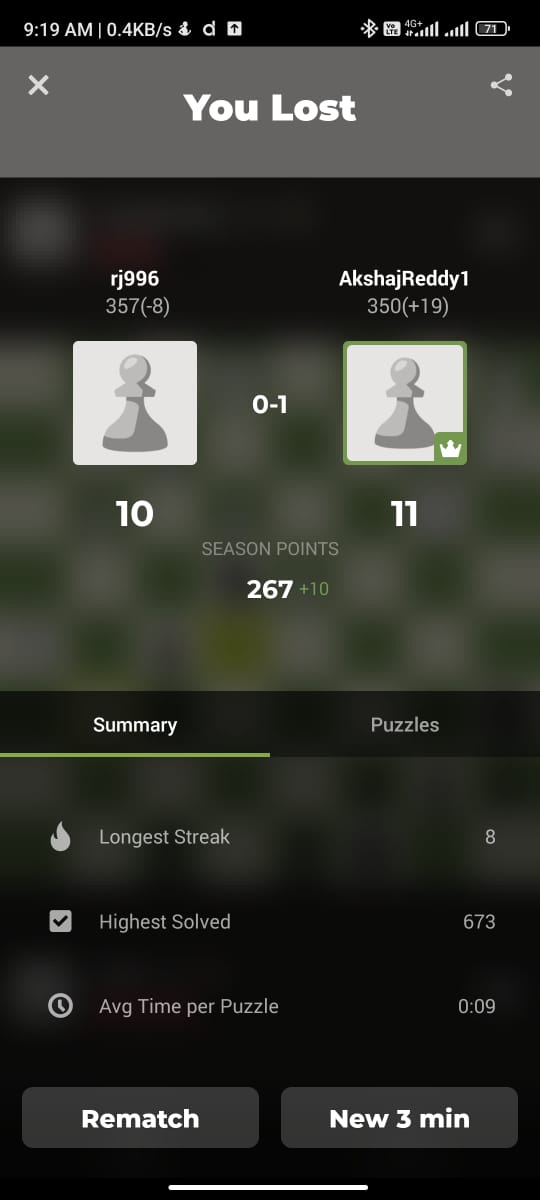 9:19 AM | 0.4KB/s d
Vo LTE 4G+ 71
You Lost
rj996 AkshajReddy1
357(-8) 350(+19)
0-1
10 11
SEASON POINTS
267 +10
Summary Puzzles
Longest Streak 8
Highest Solved 673
Avg Time per Puzzle 0:09
Rematch New 3 min